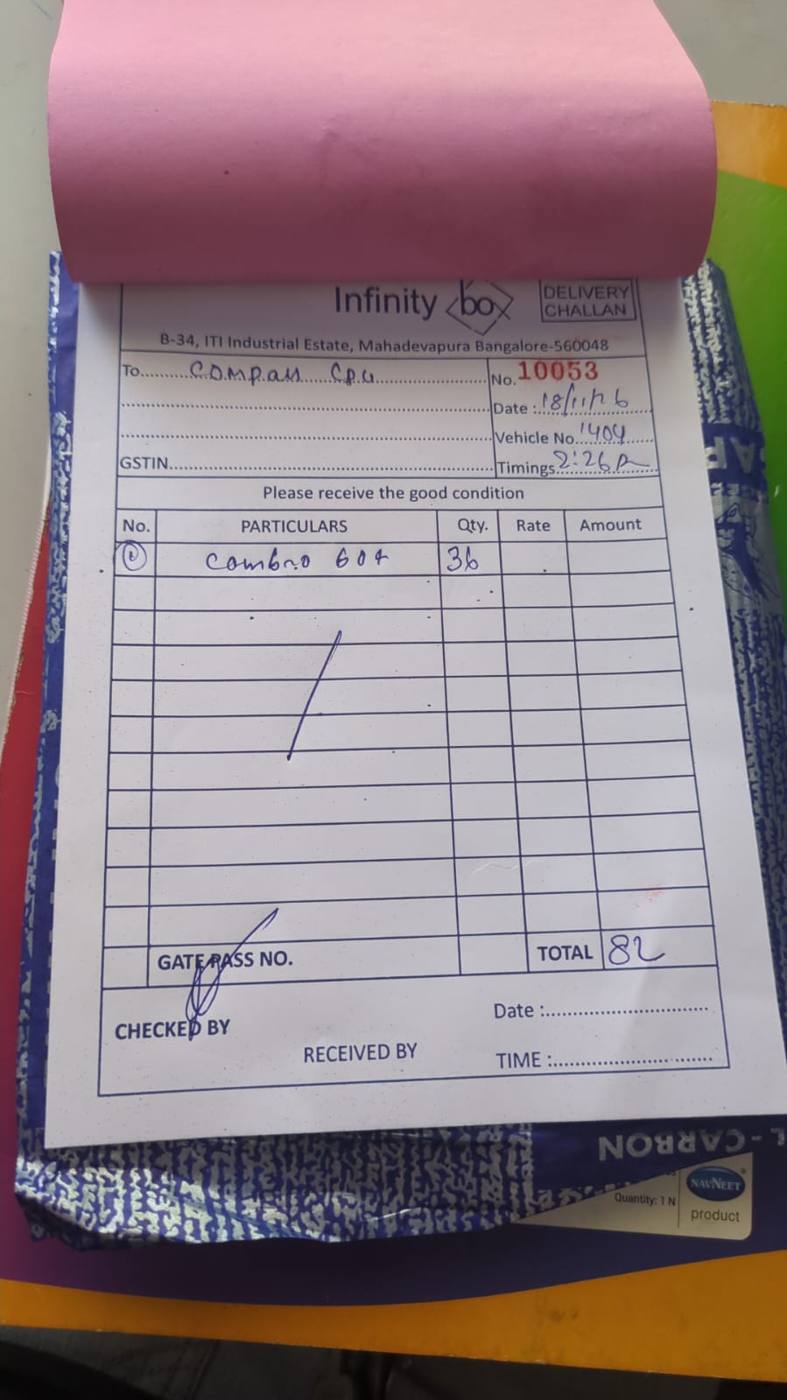 Infinity box
DELIVERY CHALLAN
B-34, ITI Industrial Estate, Mahadevapura Bangalore-560048
To
No. 10053
Date :
Vehicle No. 1404
GSTIN
Timings 2:26
Please receive the good condition
No. PARTICULARS Qty. Rate Amount
36
GATE PASS NO. TOTAL 82
CHECKED BY
Date :
RECEIVED BY
TIME :
L-CARBON
NAVNEET
Quantity: 1 N
product